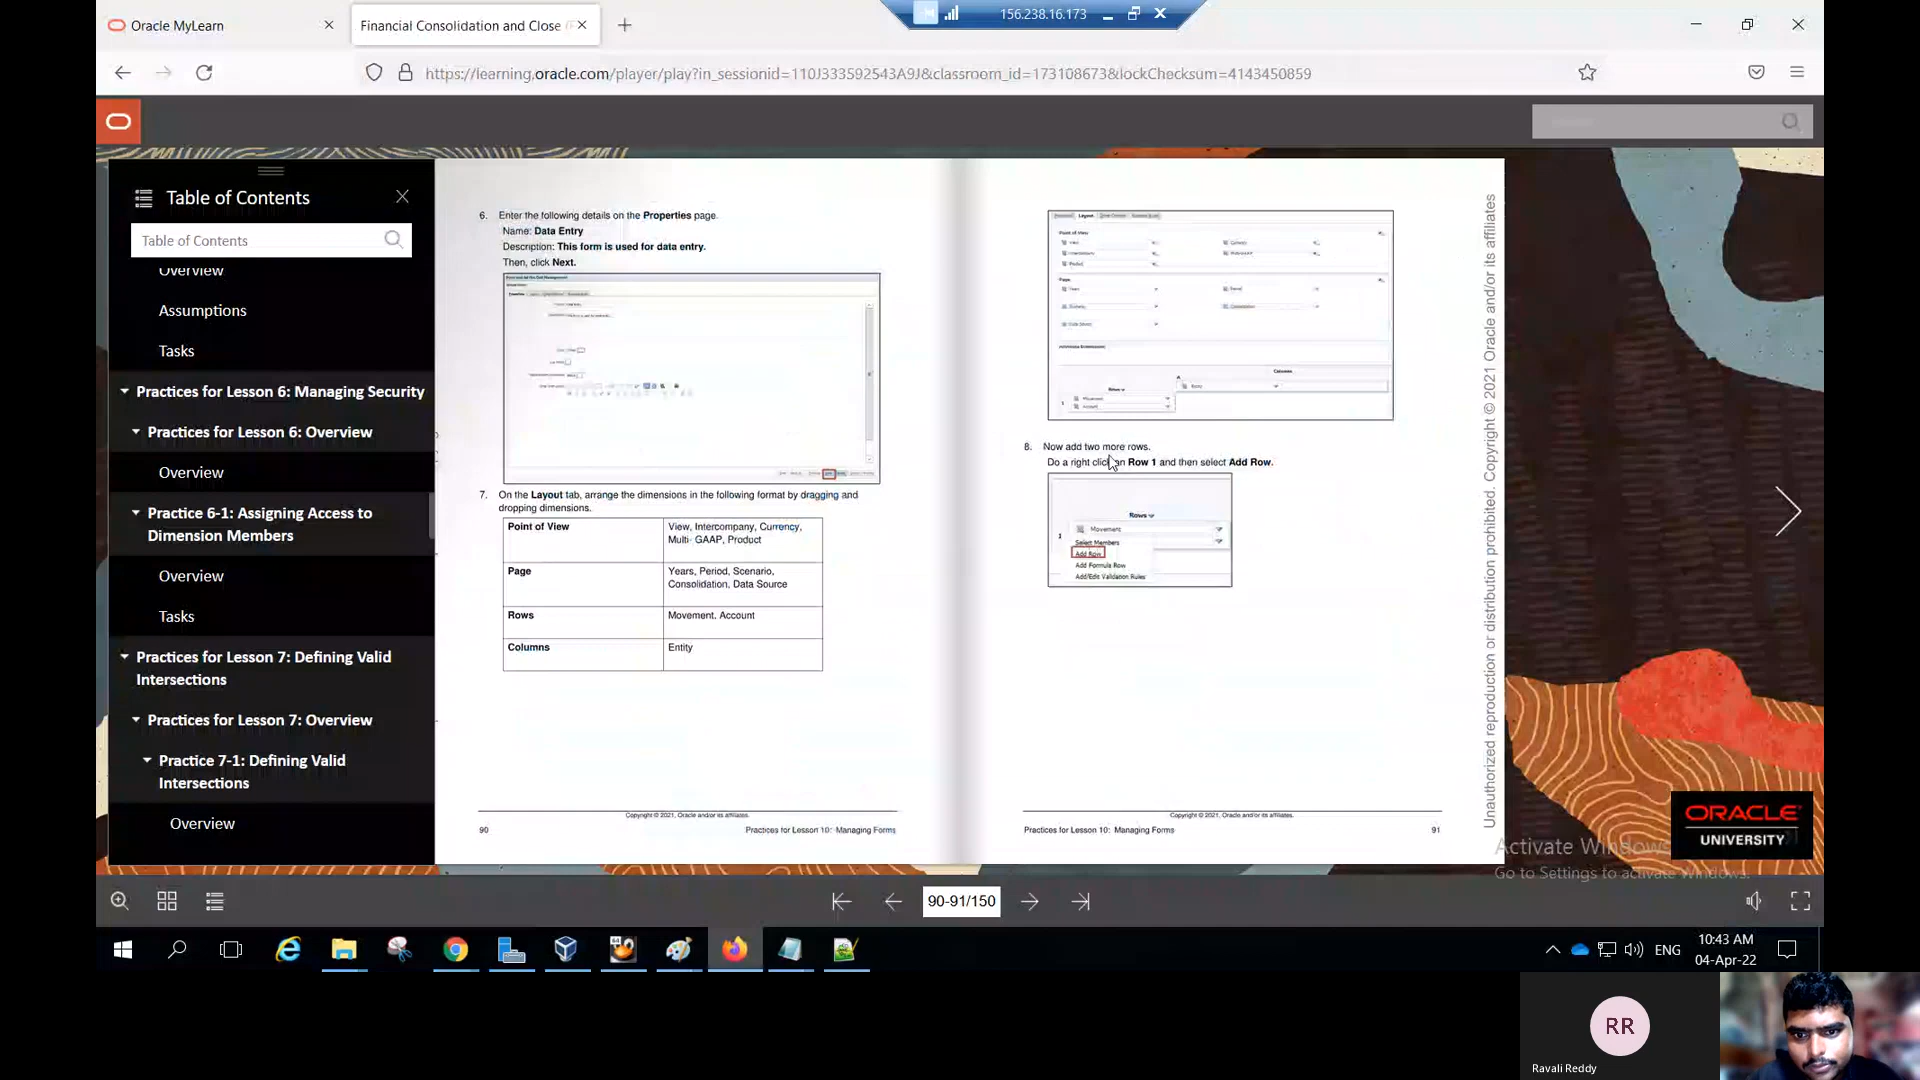 Oracle MyLearn
Financial Consolidation and Close
156.238.16.173
https://learning.oracle.com/player/play?in_sessionid=110J333592543A9J&classroom_id=173108673&lockChecksum=4143450859
Table of Contents
Table of Contents
Overview
Assumptions
Tasks
Practices for Lesson 6: Managing Security
Practices for Lesson 6: Overview
Overview
Practice 6-1: Assigning Access to
Dimension Members
Overview
Tasks
Practices for Lesson 7: Defining Valid
Intersections
Practices for Lesson 7: Overview
Practice 7-1: Defining Valid
Intersections
Overview
6. Enter the following details on the Properties page.
Name: Data Entry
Description: This form is used for data entry.
Then, click Next.
7. On the Layout tab, arrange the dimensions in the following format by dragging and
dropping dimensions.
Point of View
View, Intercompany, Currency,
Multi- GAAP, Product
Page
Years, Period, Scenario,
Consolidation, Data Source
Rows
Movement, Account
Columns
Entity
Copyright © 2021, Oracle and/or its affiliates.
90
Practices for Lesson 10: Managing Forms
Layout
Point of View
Page
Columns
Rows
1
Movement
Account
8. Now add two more rows.
Do a right click on Row 1 and then select Add Row.
Rows
Movement
1
Select Members
Add Row
Add Formula Row
Add/Edit Validation Rules
Copyright © 2021, Oracle and/or its affiliates.
Practices for Lesson 10: Managing Forms
91
Unauthorized reproduction or distribution prohibited. Copyright © 2021 Oracle and/or its affiliates
ORACLE
UNIVERSITY
Activate Windows
Go to Settings to activate Windows.
90-91/150
ENG
10:43 AM
04-Apr-22
RR
Ravali Reddy